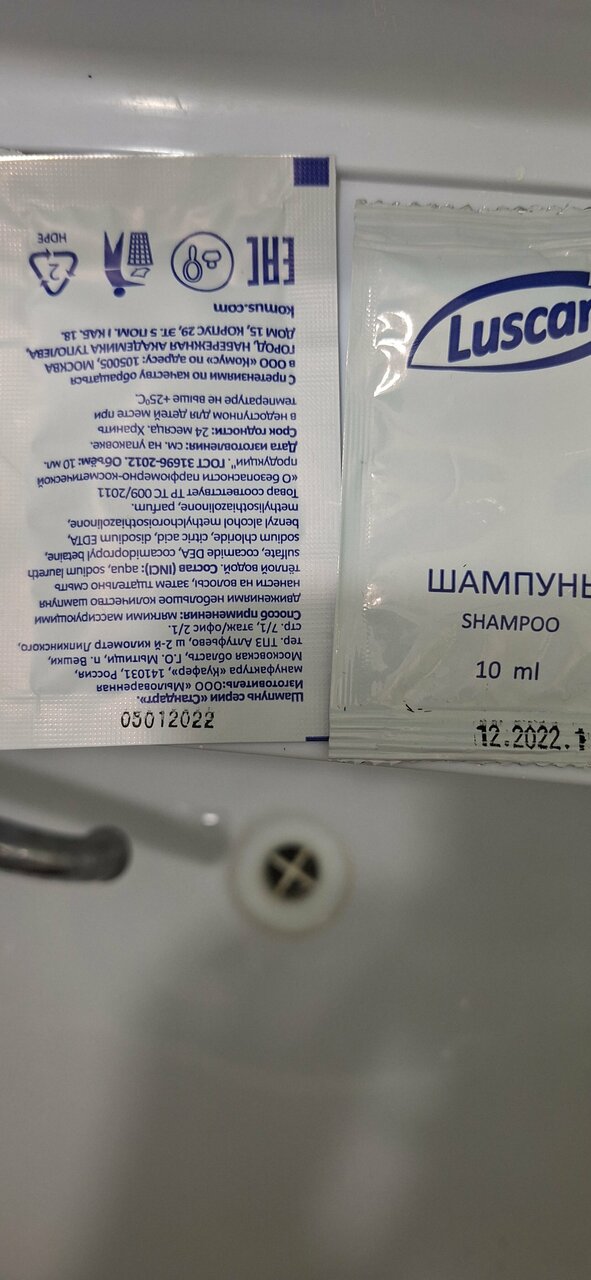 Шампунь серии «Стандарт».
Изготовитель-ООО «Мыловаренная
мануфактура «Куафер», 141031, Россия,
Московская область, Г.О. Мытищи, п. Вешки,
тер. ТПЗ Алтуфьево, ш 2-й километр Липкинского,
стр. 7/1, этаж/офис 2/1.
Способ применения: мягкими массирующими
движениями небольшое количество шампуня
нанести на волосы, затем тщательно смыть
тёплой водой. Состав (INCI): aqua, sodium laureth
sulfate, cocamide DEA, cocamidopropyl betaine,
sodium chloride, citric acid, disodium EDTA,
benzyl alcohol methylchloroisothiazolinone,
methylisothiazolinone, parfum.
Товар соответствует ТР ТС 009/2011
«О безопасности парфюмерно-косметической
продукции". ГОСТ 31696-2012. Объём: 10 мл.
Дата изготовления: см. на упаковке.
Срок годности: 24 месяца. Хранить
в недоступном для детей месте при
температуре не выше +25°С
С претензиями по качеству обращаться
в ООО «Комус» по адресу: 105005, МОСКВА
ГОРОД, НАБЕРЕЖНАЯ АКАДЕМИКА ТУПОЛЕВА,
ДОМ 15, КОРПУС 29, ЭТ. 5 ПОМ. I КАБ. 18.
komus.com
EAC
2
HDPE
05012022
Luscan
ШАМПУНЬ
SHAMPOO
10 ml
12.2022.1